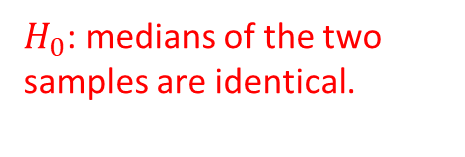 H₀: medians of the two
samples are identical.